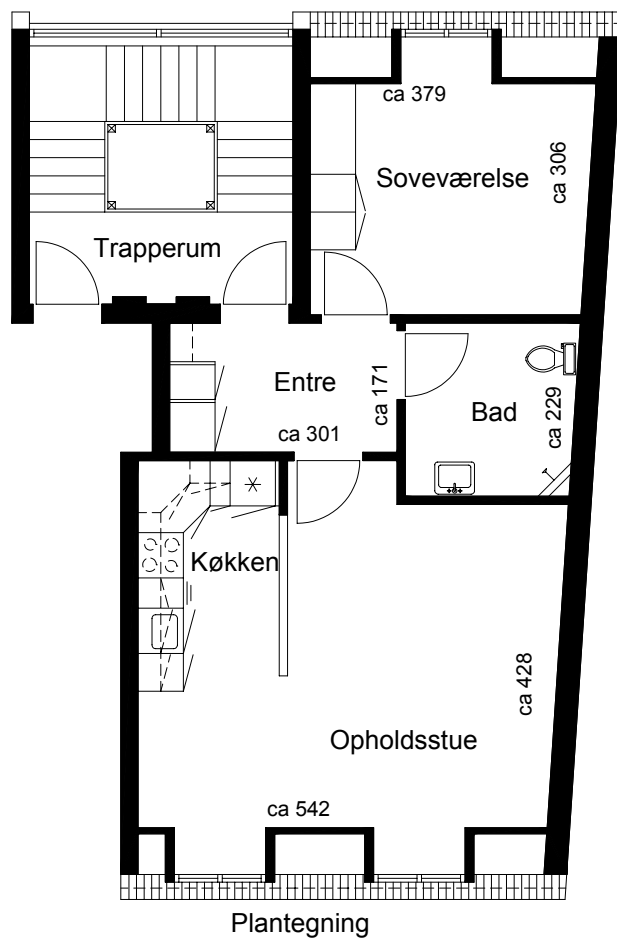 ca 379
Soveværelse
ca 306
Trapperum
Entre
ca 171
Bad
ca 229
ca 301
Køkken
ca 428
Opholdsstue
ca 542
Plantegning